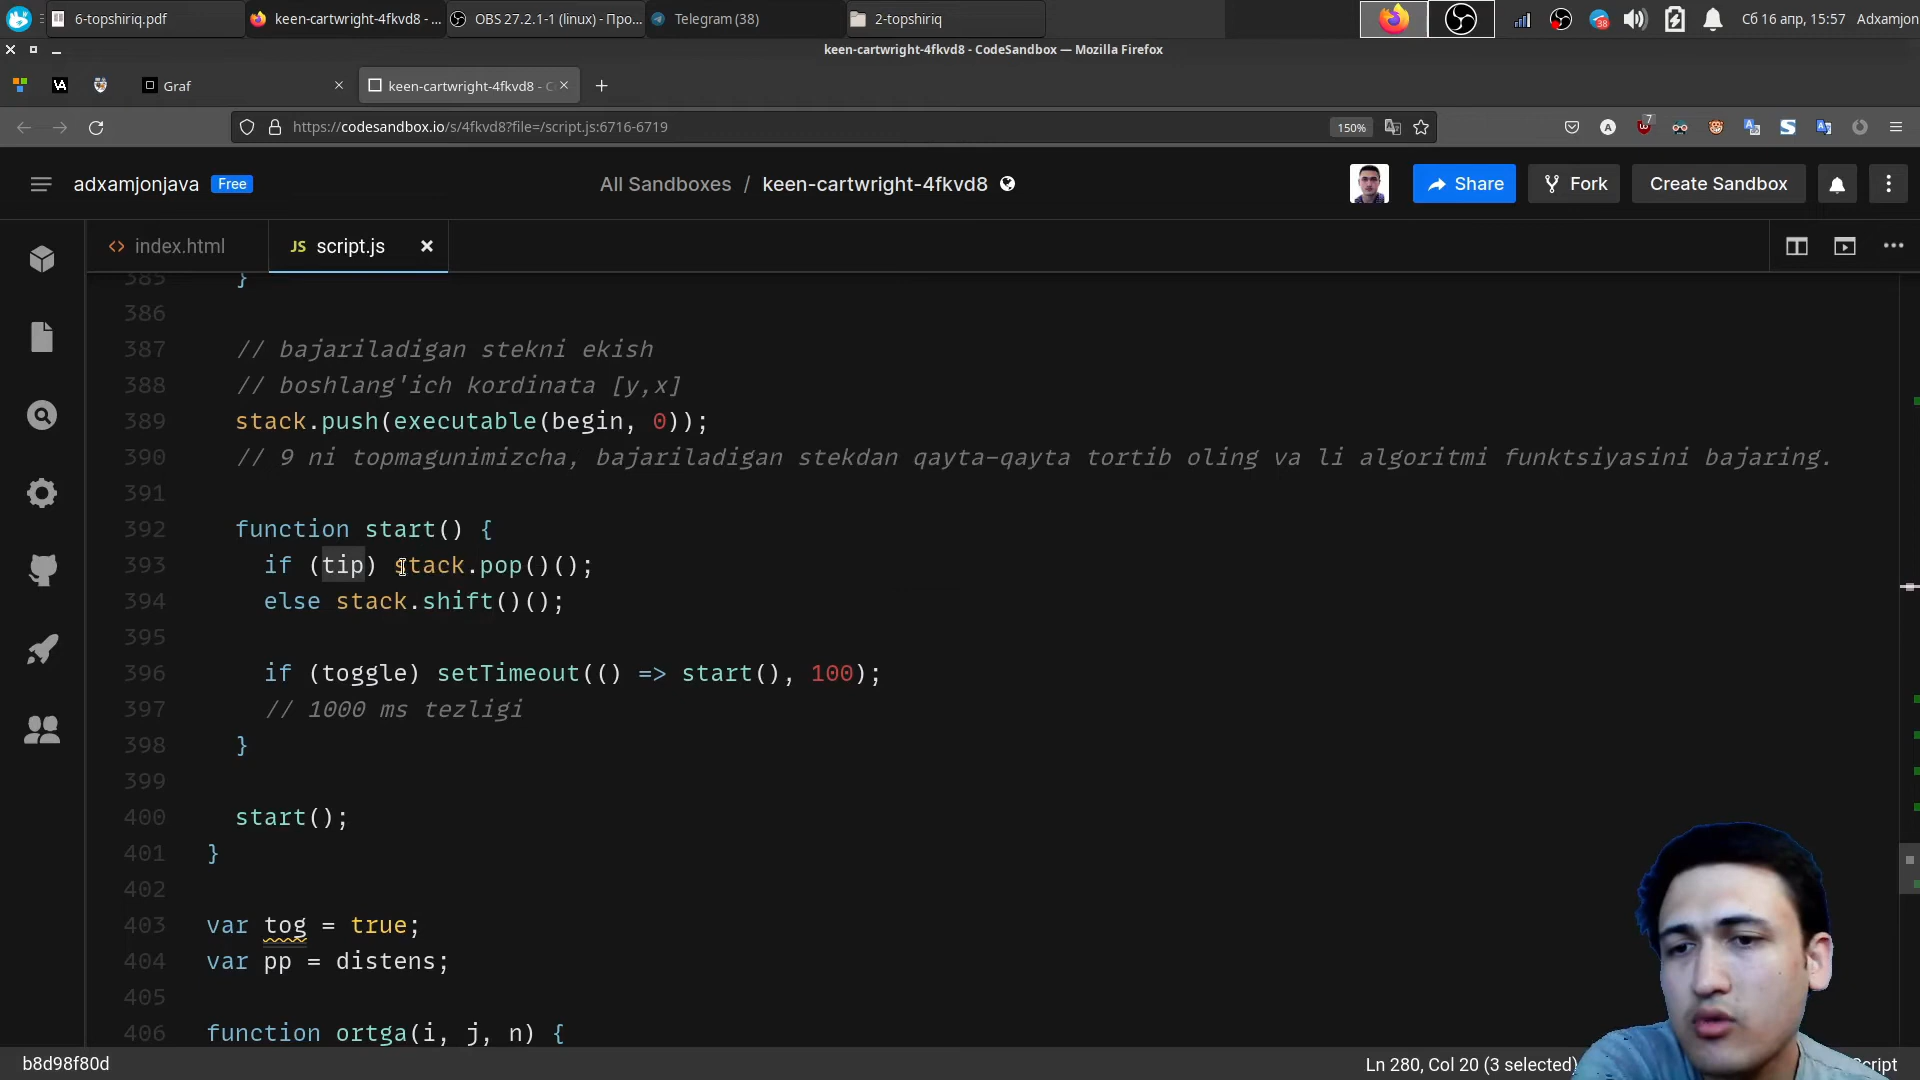 6-topshiriq.pdf
keen-cartwright-4fkvd8 - ...
OBS 27.2.1-1 (linux) - Про...
Telegram (38)
2-topshiriq
38
Сб 16 апр, 15:57
Adxamjon
keen-cartwright-4fkvd8 - CodeSandbox — Mozilla Firefox
VA
Graf
keen-cartwright-4fkvd8 - C
https://codesandbox.io/s/4fkvd8?file=/script.js:6716-6719
150%
A
7
S
adxamjonjava
Free
All Sandboxes / keen-cartwright-4fkvd8
Share
Fork
Create Sandbox
<> index.html
JS script.js
385 }
386
387 // bajariladigan stekni ekish
388 // boshlang'ich kordinata [y,x]
389 stack.push(executable(begin, 0));
390 // 9 ni topmagunimizcha, bajariladigan stekdan qayta-qayta tortib oling va li algoritmi funktsiyasini bajaring.
391
392 function start() {
393 if (tip) stack.pop()();
394 else stack.shift()();
395
396 if (toggle) setTimeout(() => start(), 100);
397 // 1000 ms tezligi
398 }
399
400 start();
401 }
402
403 var tog = true;
404 var pp = distens;
405
406 function ortga(i, j, n) {
b8d98f80d
Ln 280, Col 20 (3 selected)
cript